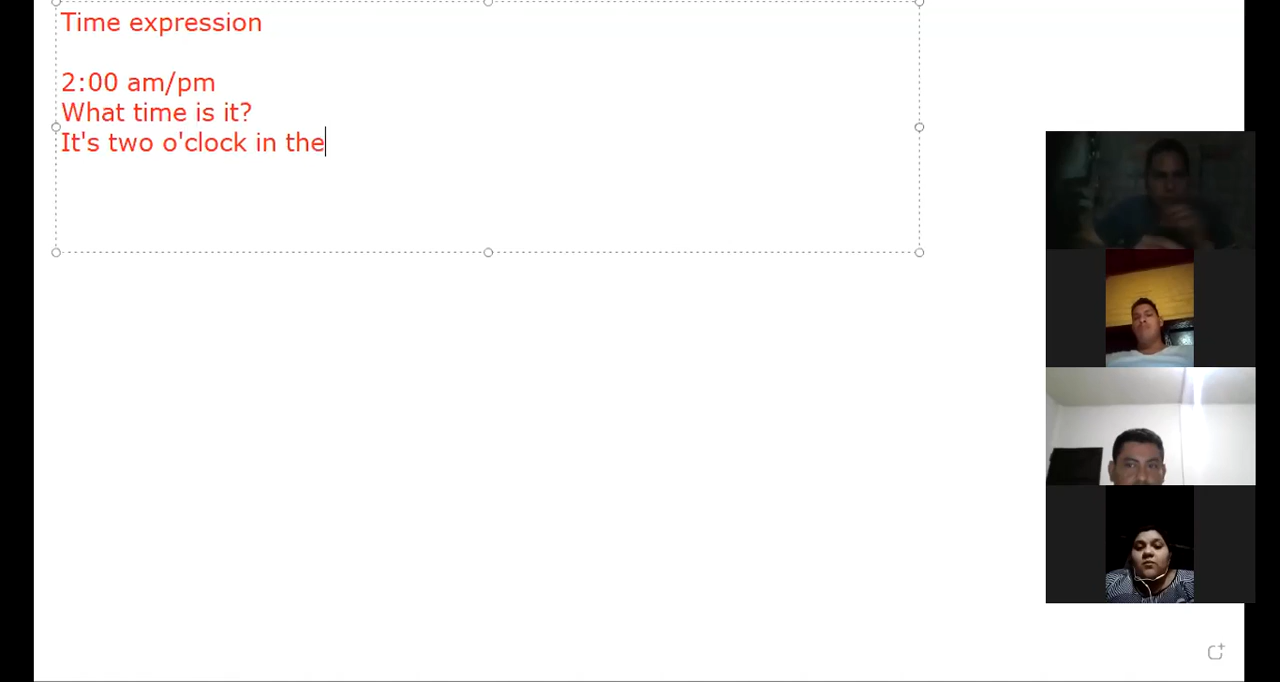 Time expression
2:00 am/pm
What time is it?
It's two o'clock in the